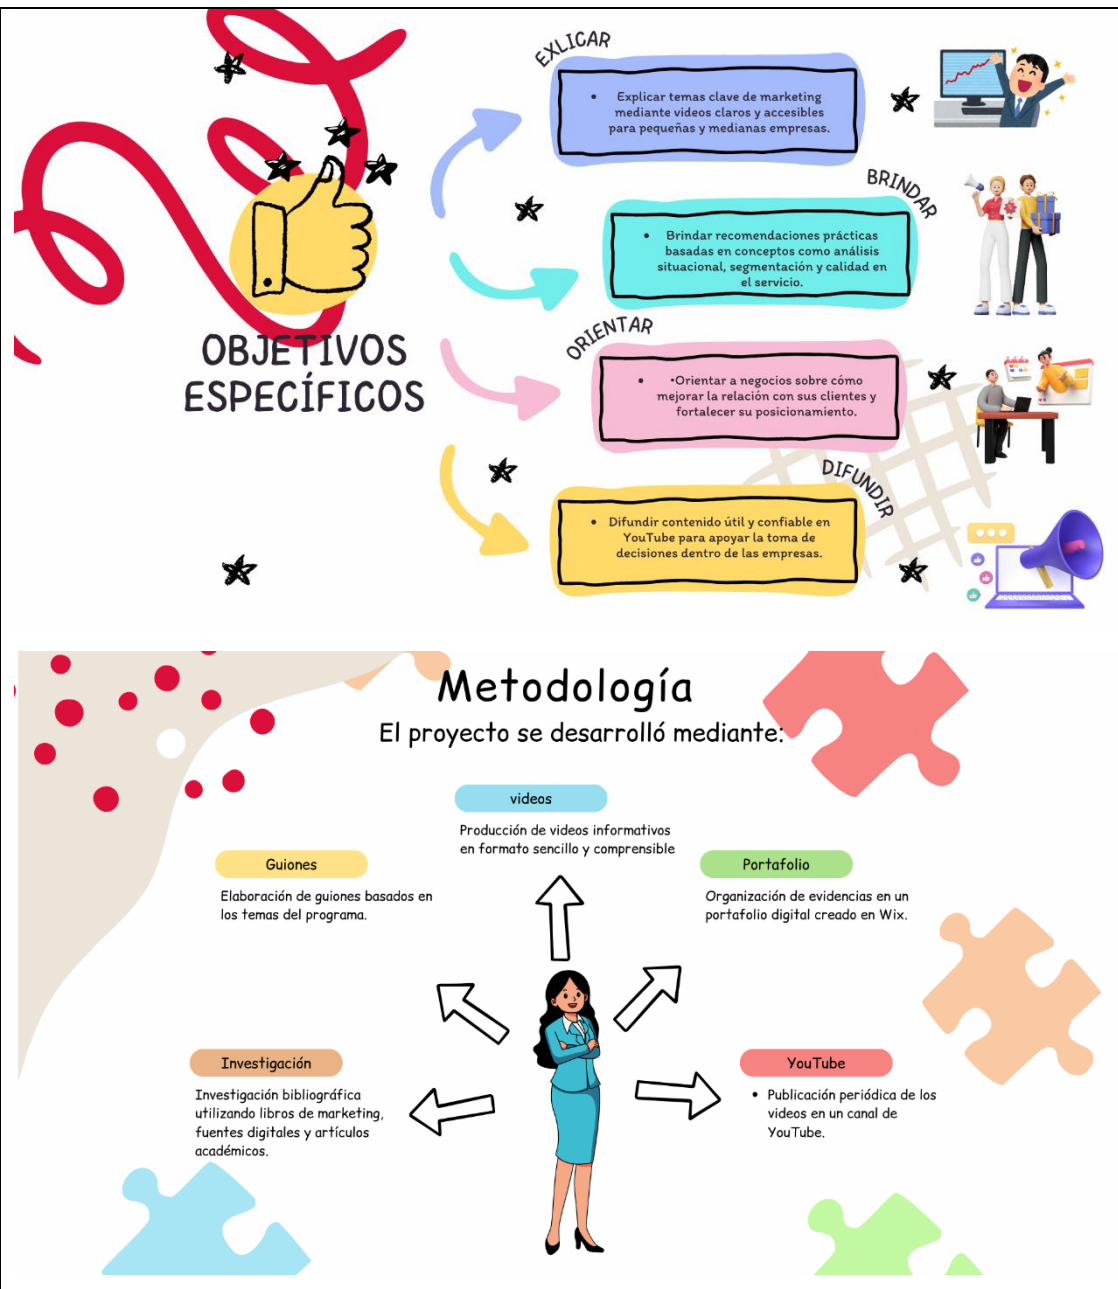 OBJETIVOS
ESPECÍFICOS
EXLICAR
• Explicar temas clave de marketing
mediante videos claros y accesibles
para pequeñas y medianas empresas.
BRINDAR
• Brindar recomendaciones prácticas
basadas en conceptos como análisis
situacional, segmentación y calidad en
el servicio.
ORIENTAR
• •Orientar a negocios sobre cómo
mejorar la relación con sus clientes y
fortalecer su posicionamiento.
DIFUNDIR
• Difundir contenido útil y confiable en
YouTube para apoyar la toma de
decisiones dentro de las empresas.
Metodología
El proyecto se desarrolló mediante:
videos
Producción de videos informativos
en formato sencillo y comprensible
Guiones
Elaboración de guiones basados en
los temas del programa.
Portafolio
Organización de evidencias en un
portafolio digital creado en Wix.
Investigación
Investigación bibliográfica
utilizando libros de marketing,
fuentes digitales y artículos
académicos.
YouTube
• Publicación periódica de los
videos en un canal de
YouTube.